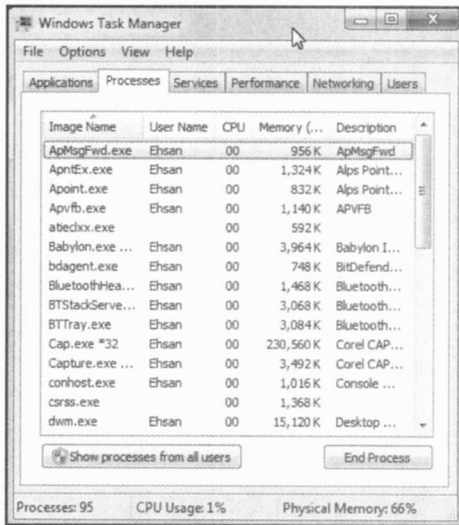 Windows Task Manager
File Options View Help
Applications Processes Services Performance Networking Users
Image Name User Name CPU Memory (... Description
ApMsgFwd.exe Ehsan 00 956 K ApMsgFwd
ApntEx.exe Ehsan 00 1,324 K Alps Point...
Apoint.exe Ehsan 00 832 K Alps Point...
Apvfb.exe Ehsan 00 1,140 K APVFB
atieclxx.exe 00 592 K
Babylon.exe ... Ehsan 00 3,964 K Babylon I...
bdagent.exe Ehsan 00 748 K BitDefend...
BluetoothHea... Ehsan 00 1,468 K Bluetooth...
BTStackServe... Ehsan 00 3,068 K Bluetooth...
BTTray.exe Ehsan 00 3,084 K Bluetooth...
Cap.exe *32 Ehsan 00 230,560 K Corel CAP...
Capture.exe ... Ehsan 00 3,492 K Corel CAP...
conhost.exe Ehsan 00 1,016 K Console ...
csrss.exe 00 1,368 K
dwm.exe Ehsan 00 15,120 K Desktop ...
Show processes from all users End Process
Processes: 95 CPU Usage: 1% Physical Memory: 66%